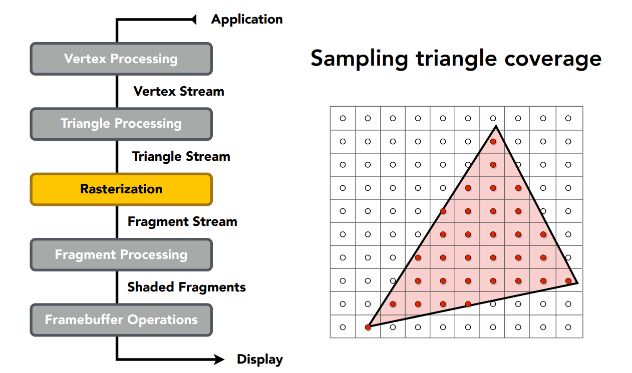 Application
Vertex Processing
Vertex Stream
Triangle Processing
Triangle Stream
Rasterization
Fragment Stream
Fragment Processing
Shaded Fragments
Framebuffer Operations
Display
Sampling triangle coverage